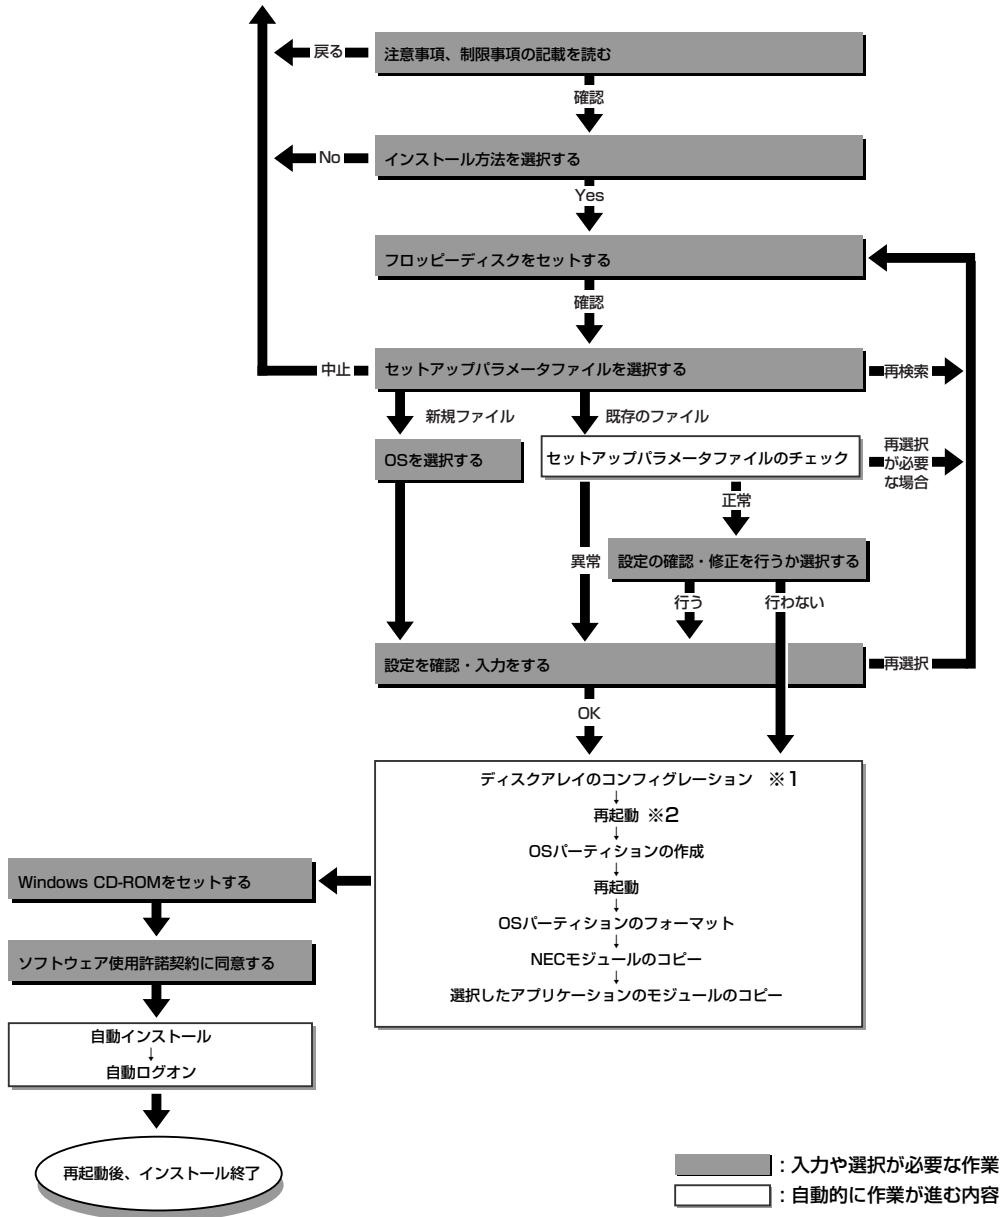 戻る
注意事項、制限事項の記載を読む
確認
No
インストール方法を選択する
Yes
フロッピーディスクをセットする
確認
中止
セットアップパラメータファイルを選択する
再検索
新規ファイル
既存のファイル
OSを選択する
セットアップパラメータファイルのチェック
再選択
が必要
な場合
正常
異常
設定の確認・修正を行うか選択する
行う
行わない
設定を確認・入力をする
再選択
OK
ディスクアレイのコンフィグレーション ※1
↓
再起動 ※2
↓
OSパーティションの作成
↓
再起動
↓
OSパーティションのフォーマット
↓
NECモジュールのコピー
↓
選択したアプリケーションのモジュールのコピー
Windows CD-ROMをセットする
ソフトウェア使用許諾契約に同意する
自動インストール
↓
自動ログオン
再起動後、インストール終了
：入力や選択が必要な作業
：自動的に作業が進む内容